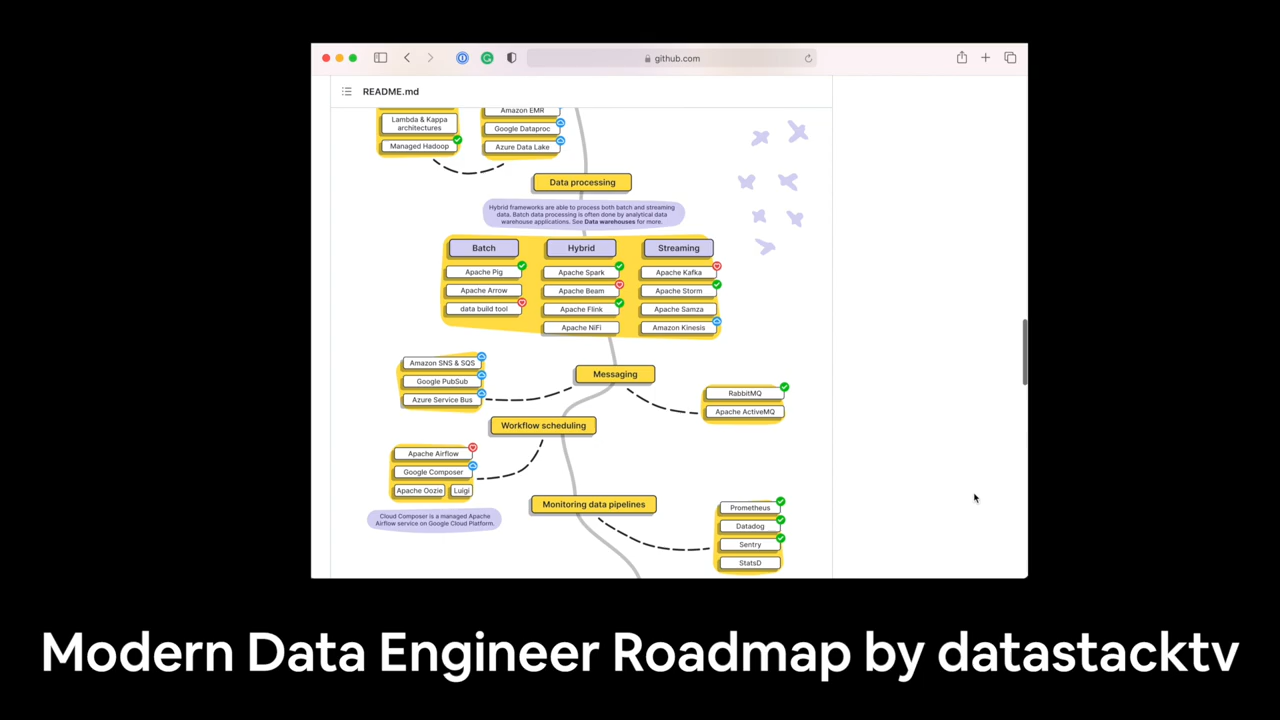 github.com
README.md
Lambda & Kappa
architectures
Managed Hadoop
Amazon EMR
Google Dataproc
Azure Data Lake
Data processing
Hybrid frameworks are able to process both batch and streaming
data. Batch data processing is often done by analytical data
warehouse applications. See Data warehouses for more.
Batch
Apache Pig
Apache Arrow
data build tool
Hybrid
Apache Spark
Apache Beam
Apache Flink
Apache NiFi
Streaming
Apache Kafka
Apache Storm
Apache Samza
Amazon Kinesis
Messaging
Amazon SNS & SQS
Google PubSub
Azure Service Bus
RabbitMQ
Apache ActiveMQ
Workflow scheduling
Apache Airflow
Google Composer
Apache Oozie Luigi
Cloud Composer is a managed Apache
Airflow service on Google Cloud Platform.
Monitoring data pipelines
Prometheus
Datadog
Sentry
StatsD
Modern Data Engineer Roadmap by datastacktv